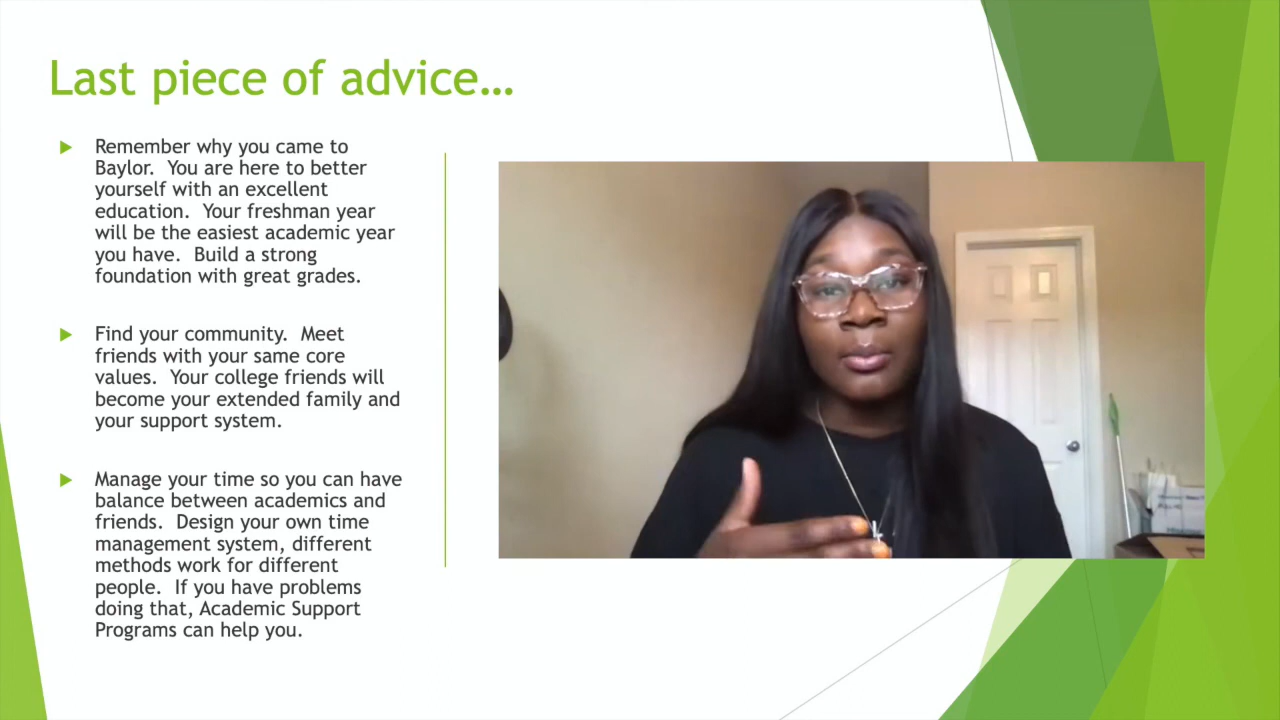 Last piece of advice…
Remember why you came to
Baylor.  You are here to better
yourself with an excellent
education.  Your freshman year
will be the easiest academic year
you have.  Build a strong
foundation with great grades.
Find your community.  Meet
friends with your same core
values.  Your college friends will
become your extended family and
your support system.
Manage your time so you can have
balance between academics and
friends.  Design your own time
management system, different
methods work for different
people.  If you have problems
doing that, Academic Support
Programs can help you.